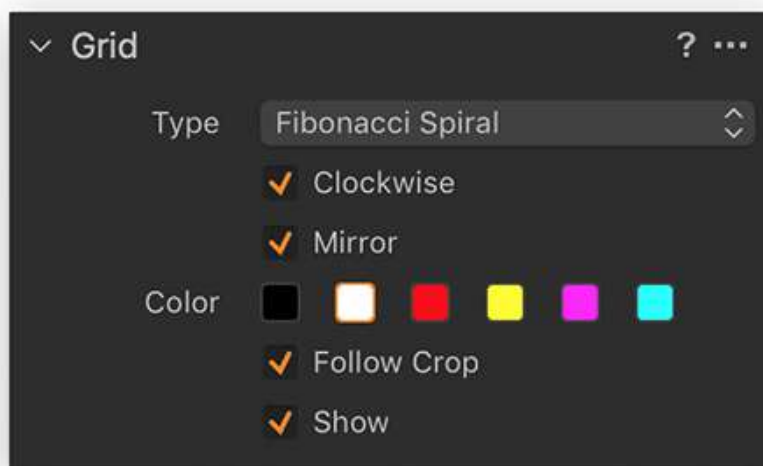 Grid ? ...
Type Fibonacci Spiral
Clockwise
Mirror
Color
Follow Crop
Show